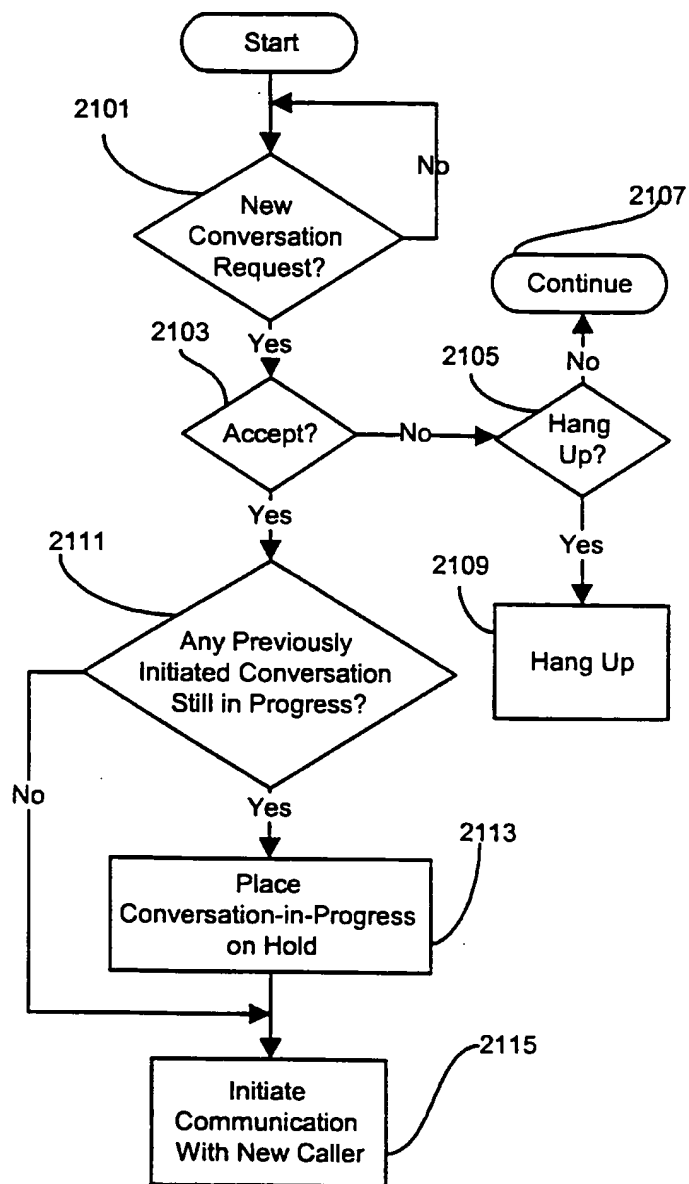 Start
2101
No
New
Conversation
Request?
2107
Continue
Yes
2103
2105
No
Accept?
No
Hang
Up?
Yes
2111
Yes
2109
Any Previously
Initiated Conversation
Still in Progress?
Hang Up
No
Yes
2113
Place
Conversation-in-Progress
on Hold
2115
Initiate
Communication
With New Caller